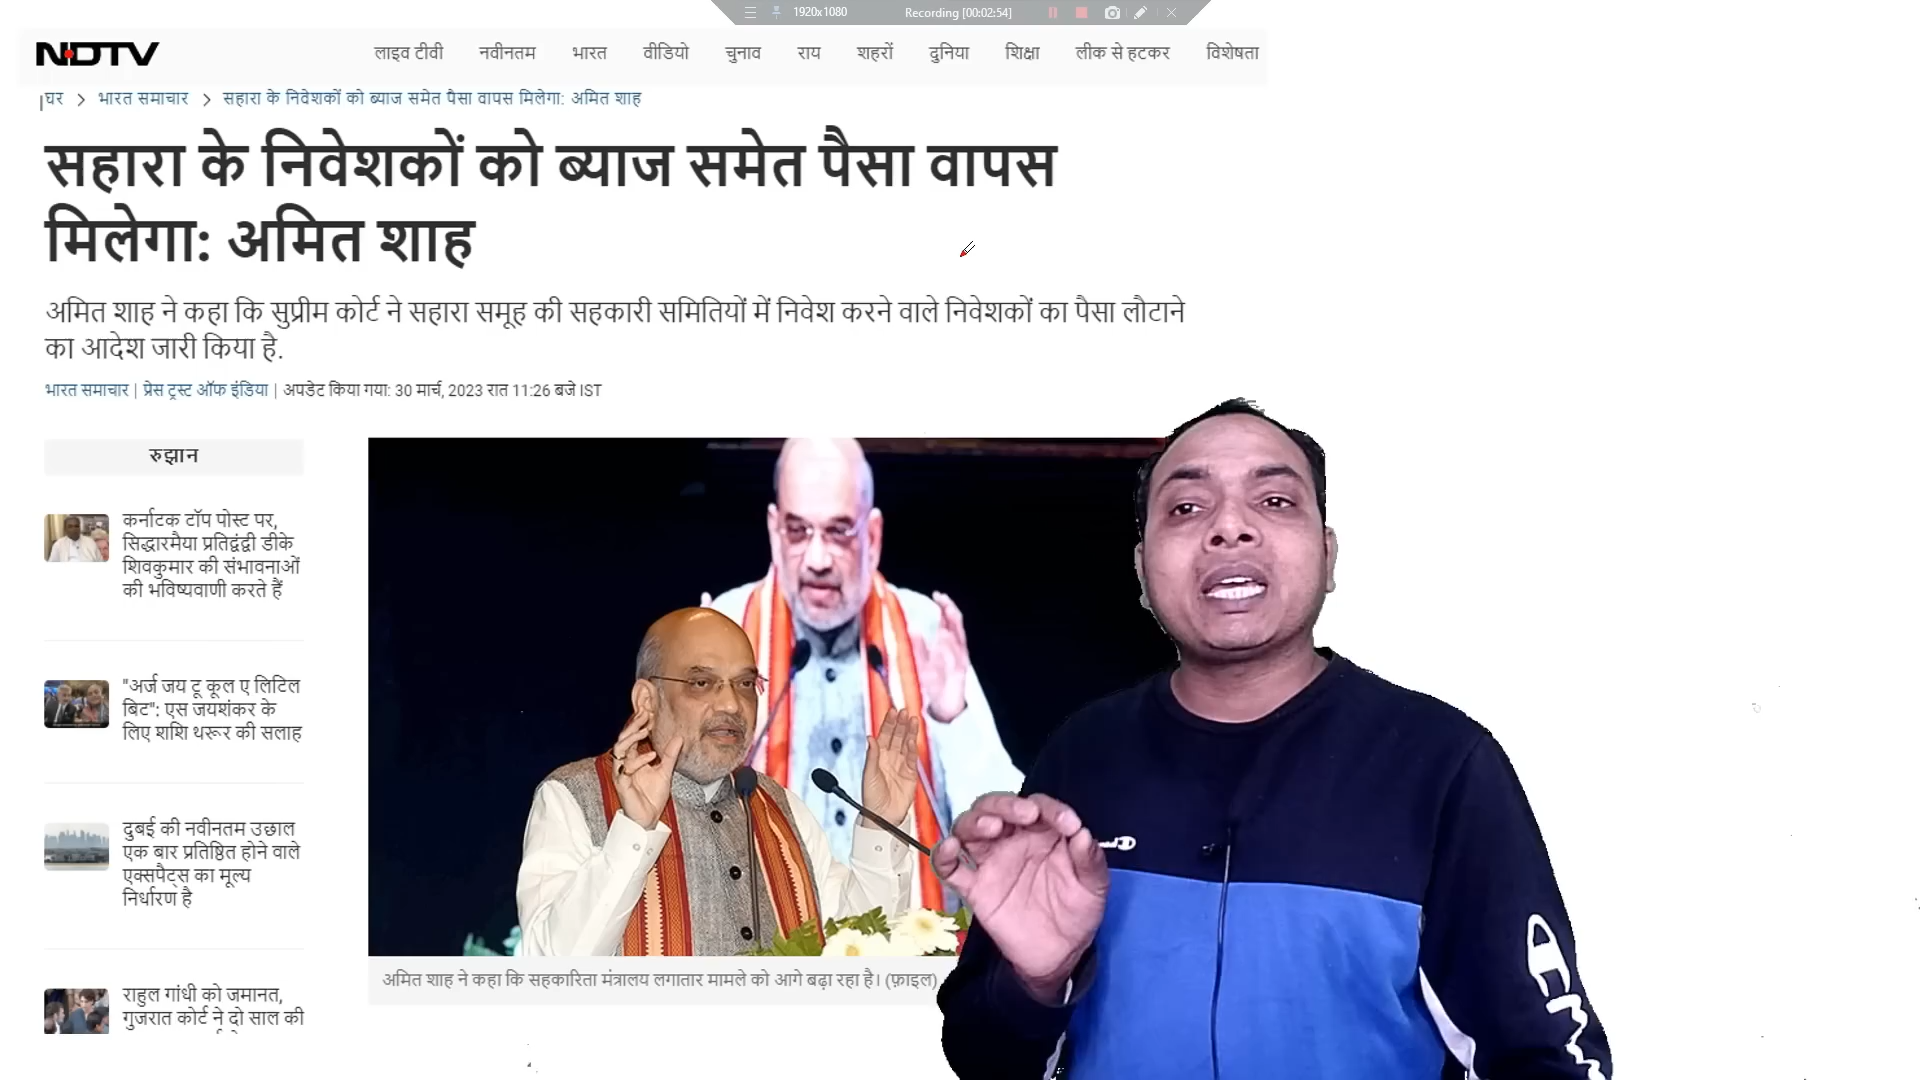 1920x1080 Recording [00:02:54]
NDTV
लाइव टीवी नवीनतम भारत वीडियो चुनाव राय शहरों दुनिया शिक्षा लीक से हटकर विशेषता
घर > भारत समाचार > सहारा के निवेशकों को ब्याज समेत पैसा वापस मिलेगा: अमित शाह
सहारा के निवेशकों को ब्याज समेत पैसा वापस
मिलेगा: अमित शाह
अमित शाह ने कहा कि सुप्रीम कोर्ट ने सहारा समूह की सहकारी समितियों में निवेश करने वाले निवेशकों का पैसा लौटाने
का आदेश जारी किया है.
भारत समाचार | प्रेस ट्रस्ट ऑफ इंडिया | अपडेट किया गया: 30 मार्च, 2023 रात 11:26 बजे IST
रुझान
कर्नाटक टॉप पोस्ट पर,
सिद्धारमैया प्रतिद्वंद्वी डीके
शिवकुमार की संभावनाओं
की भविष्यवाणी करते हैं
"अर्ज जय टू कूल ए लिटिल
बिट": एस जयशंकर के
लिए शशि थरूर की सलाह
दुबई की नवीनतम उछाल
एक बार प्रतिष्ठित होने वाले
एक्सपैट्स का मूल्य
निर्धारण है
राहुल गांधी को जमानत,
गुजरात कोर्ट ने दो साल की
अमित शाह ने कहा कि सहकारिता मंत्रालय लगातार मामले को आगे बढ़ा रहा है। (फ़ाइल)